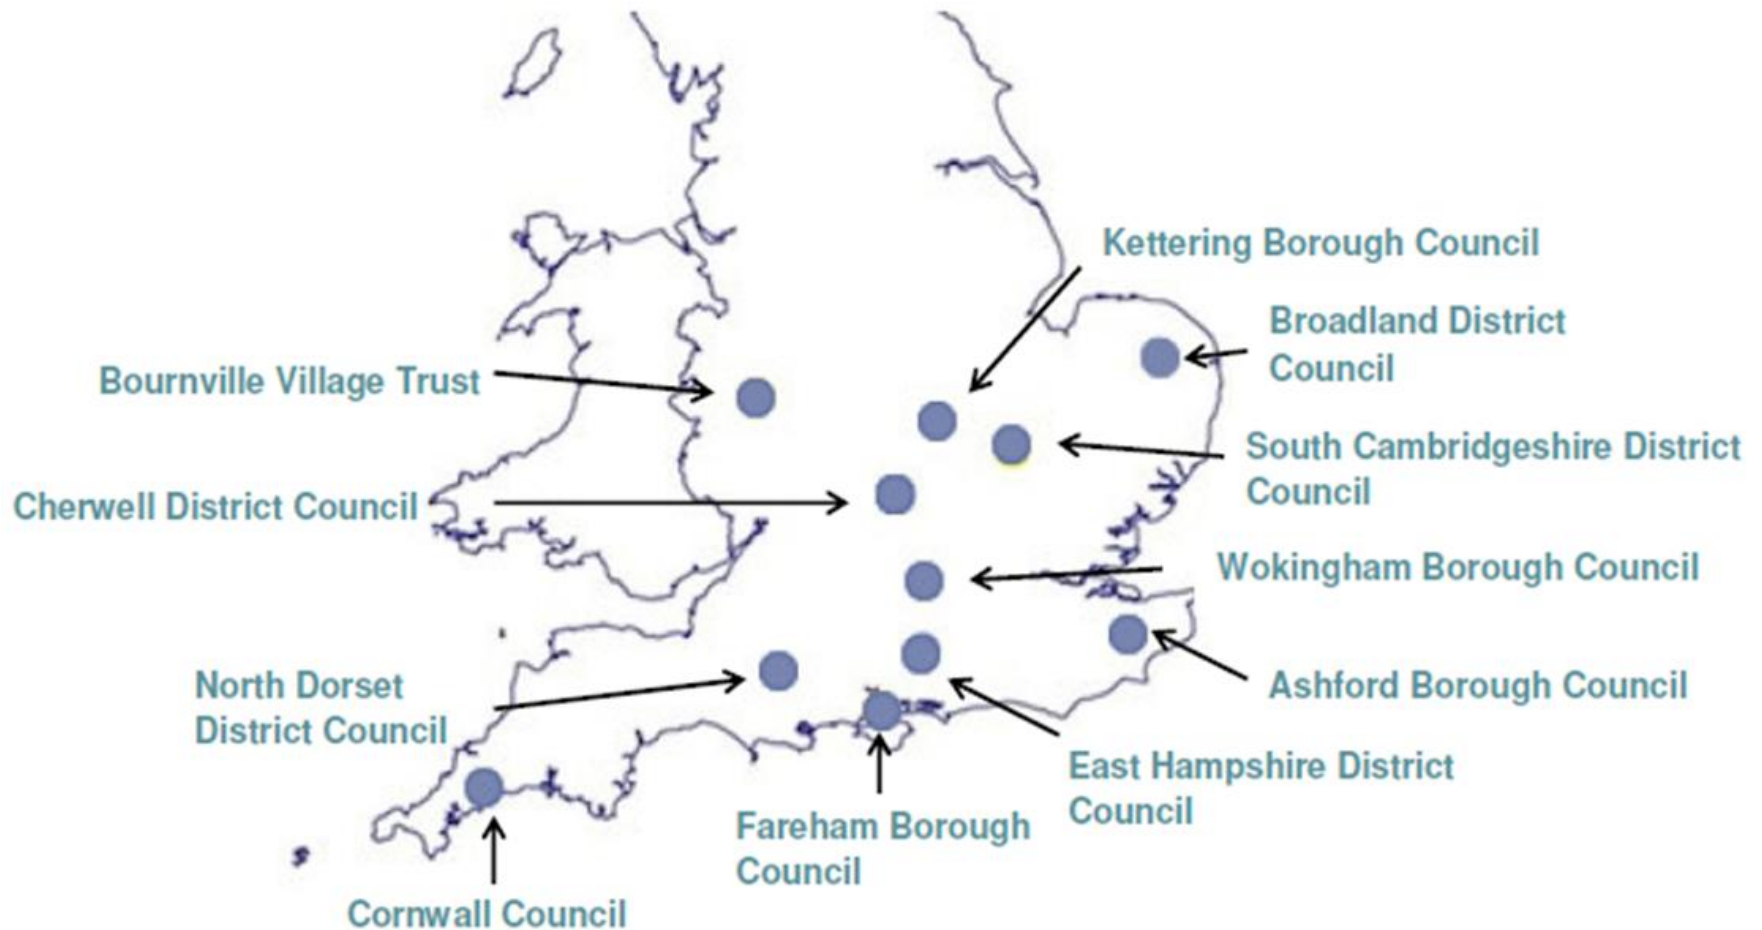 Kettering Borough Council
Broadland District
Council
Bournville Village Trust
South Cambridgeshire District
Council
Cherwell District Council
Wokingham Borough Council
North Dorset
District Council
Ashford Borough Council
East Hampshire District
Council
Fareham Borough
Council
Cornwall Council